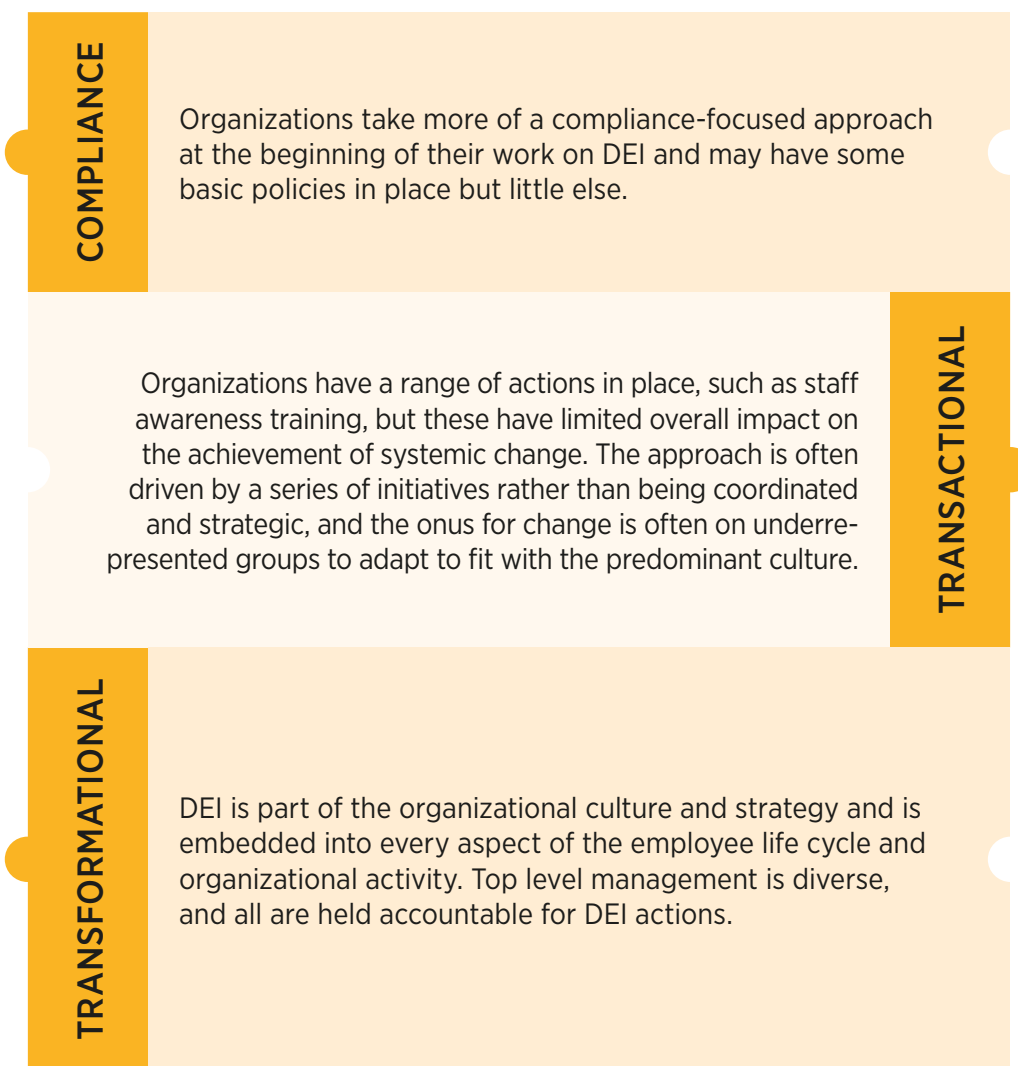 COMPLIANCE
Organizations take more of a compliance-focused approach
at the beginning of their work on DEI and may have some
basic policies in place but little else.
Organizations have a range of actions in place, such as staff
awareness training, but these have limited overall impact on
the achievement of systemic change. The approach is often
driven by a series of initiatives rather than being coordinated
and strategic, and the onus for change is often on underre-
presented groups to adapt to fit with the predominant culture.
TRANSACTIONAL
TRANSFORMATIONAL
DEI is part of the organizational culture and strategy and is
embedded into every aspect of the employee life cycle and
organizational activity. Top level management is diverse,
and all are held accountable for DEI actions.